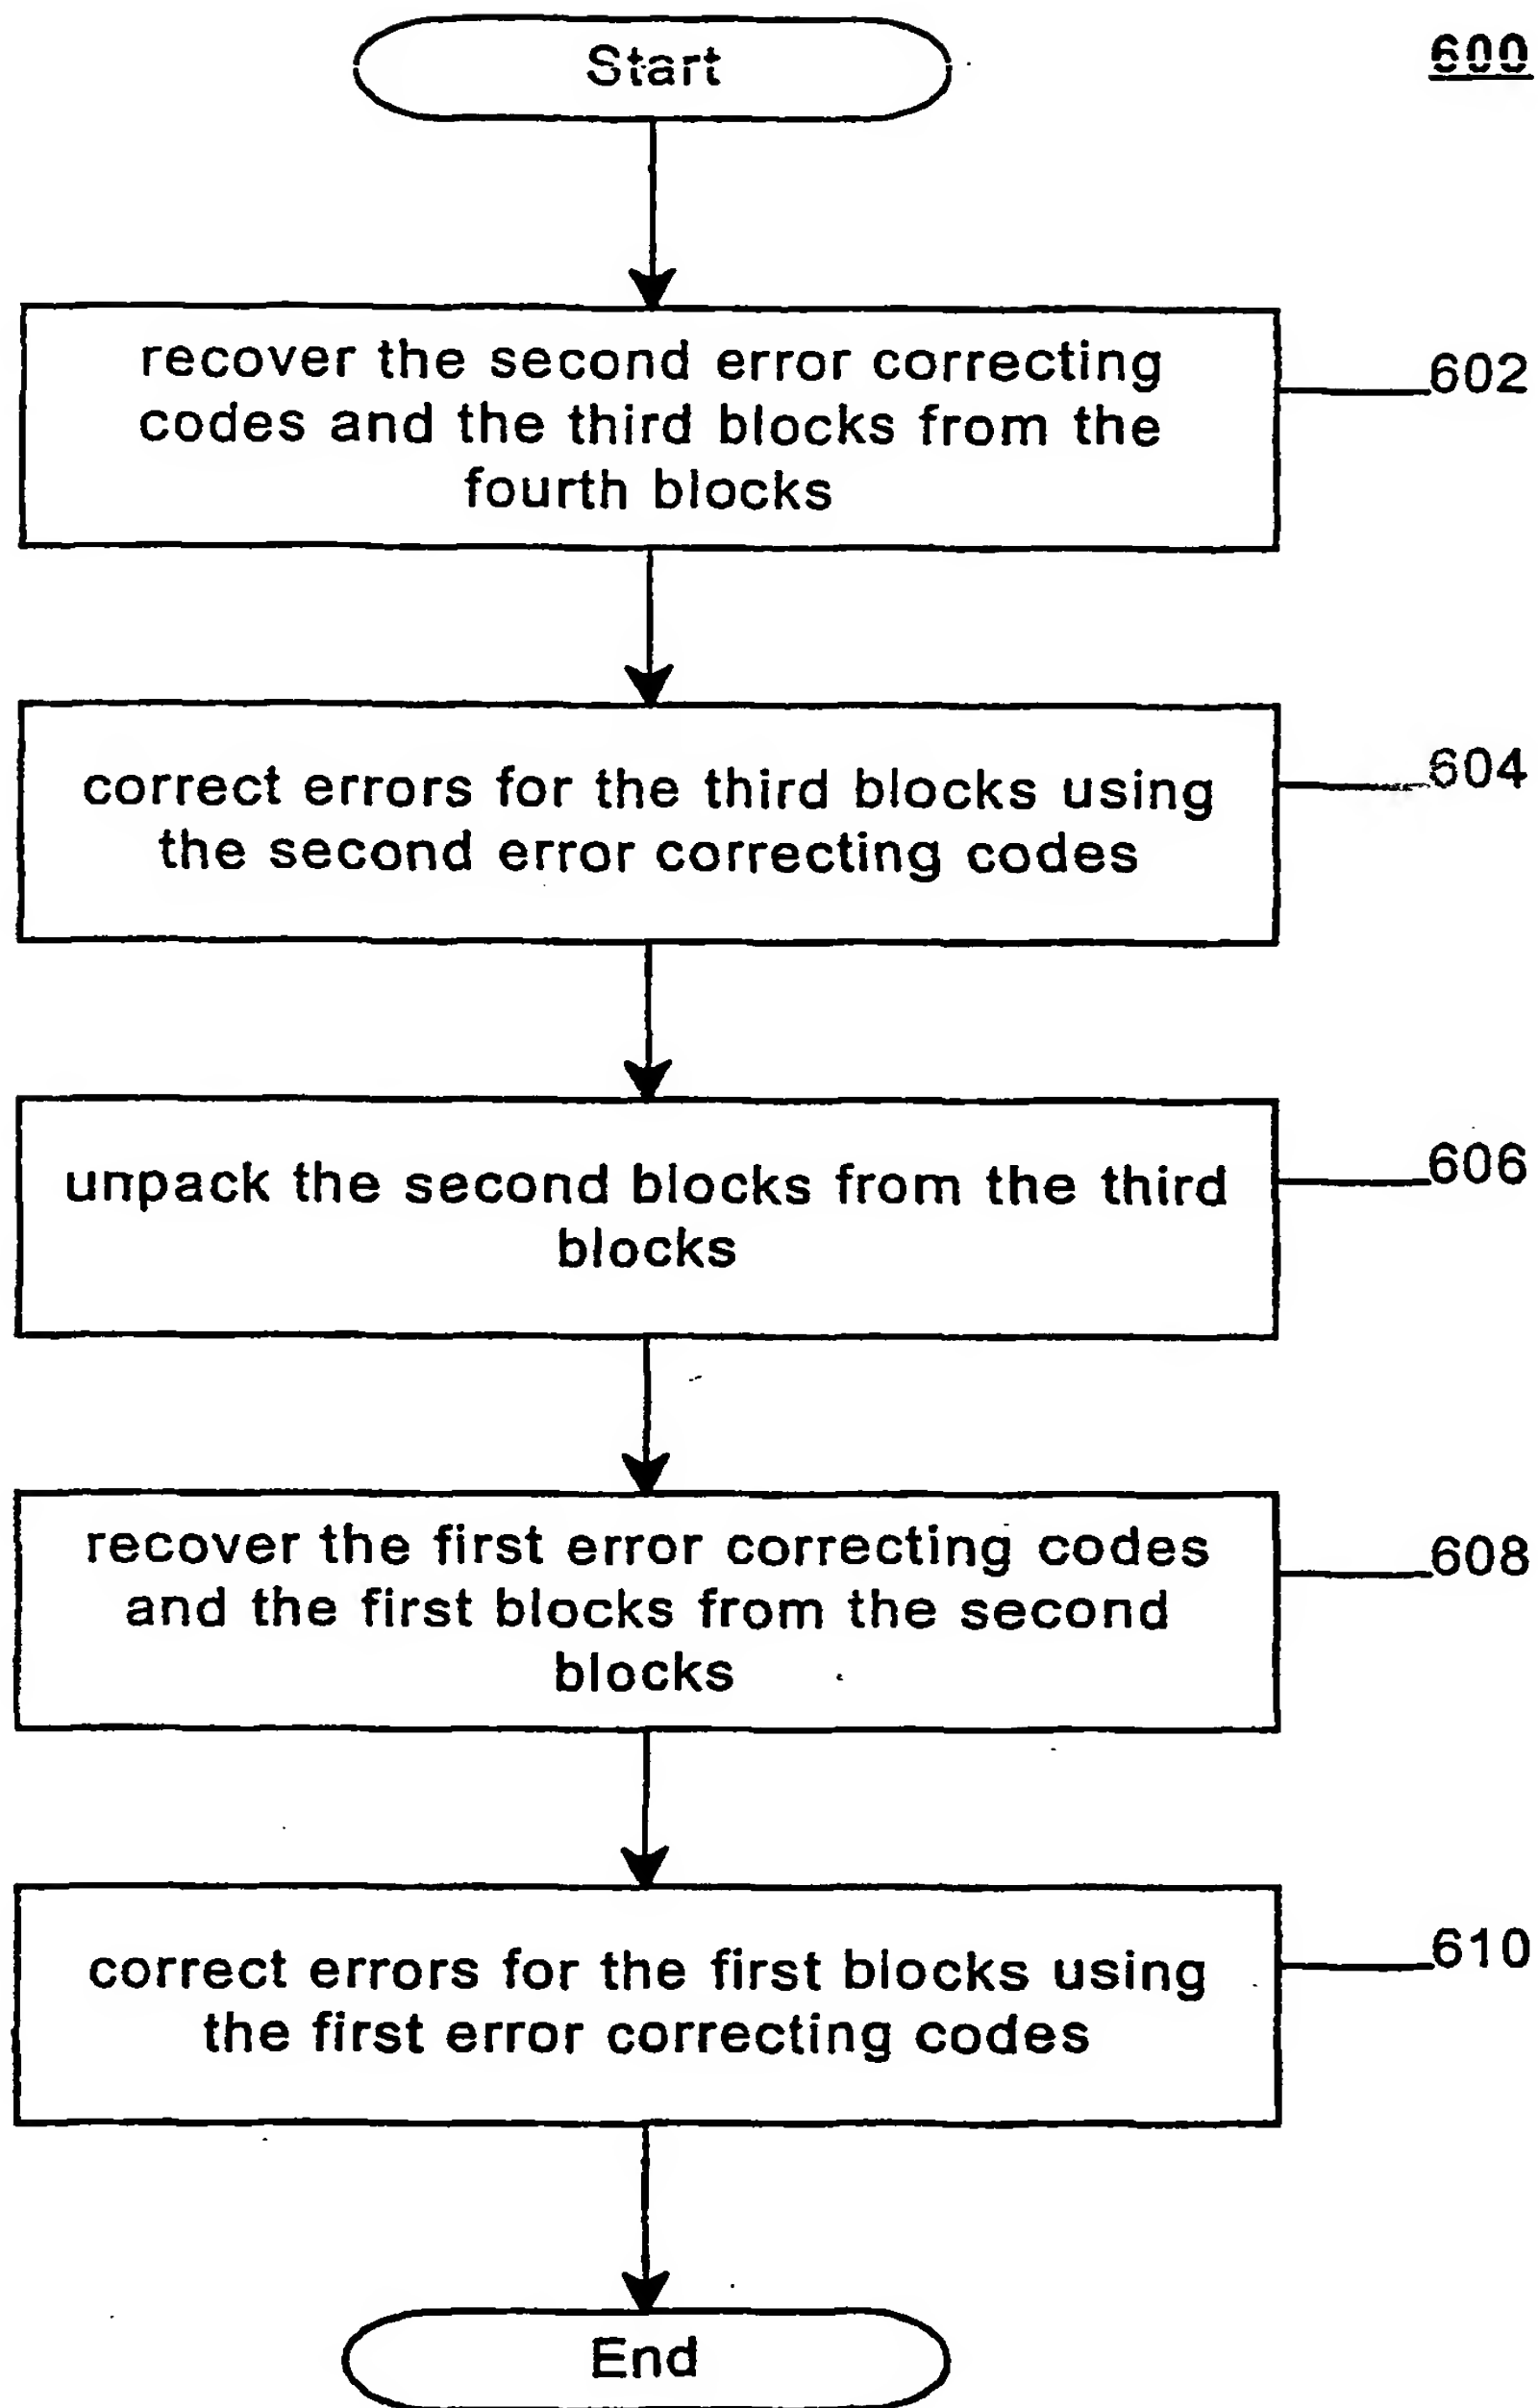 Start
600
recover the second error correcting
codes and the third blocks from the
fourth blocks
602
correct errors for the third blocks using
the second error correcting codes
604
unpack the second blocks from the third
blocks
606
recover the first error correcting codes
and the first blocks from the second
blocks
608
correct errors for the first blocks using
the first error correcting codes
610
End